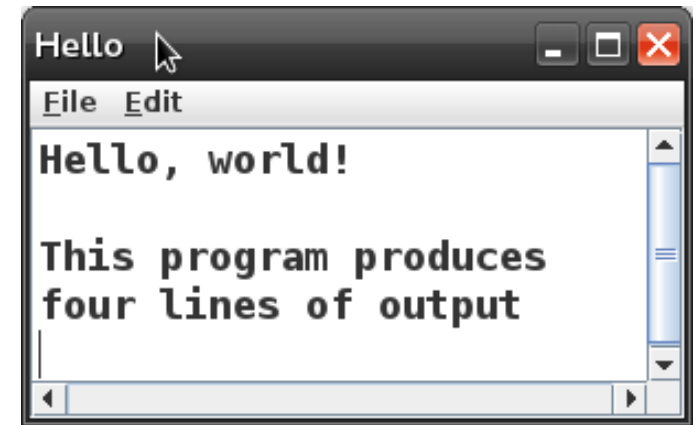 Hello
File Edit
Hello, world!

This program produces
four lines of output